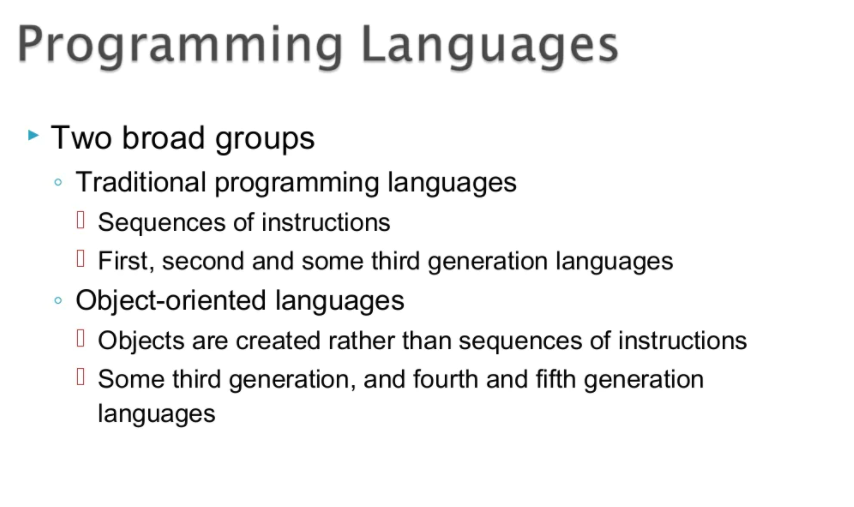 Programming Languages
Two broad groups
Traditional programming languages
Sequences of instructions
First, second and some third generation languages
Object-oriented languages
Objects are created rather than sequences of instructions
Some third generation, and fourth and fifth generation
languages